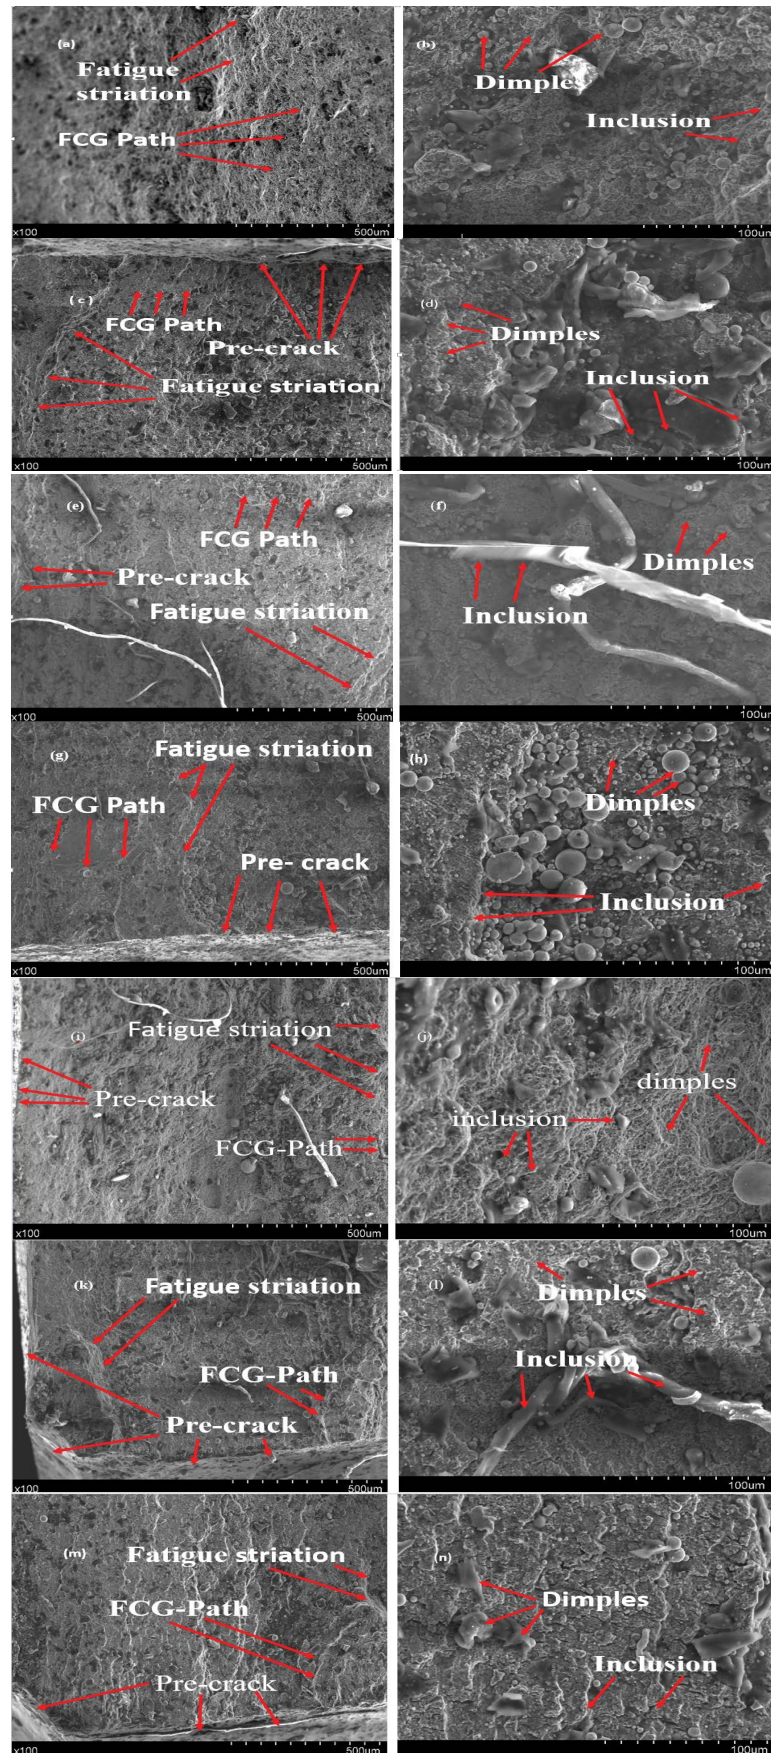 (a)
Fatigue
striation
FCG Path
x100
500um
(b)
Dimples
Inclusion
100um
( c )
FCG Path
Pre-crack
Fatigue striation
x100
500um
(d)
Dimples
Inclusion
100um
(e)
FCG Path
Pre-crack
Fatigue striation
x100
500um
(f)
Dimples
Inclusion
100um
(g)
Fatigue striation
FCG Path
Pre- crack
x100
500um
(h)
Dimples
Inclusion
100um
(i)
Fatigue striation
Pre-crack
FCG-Path
x100
500um
(j)
dimples
inclusion
100um
(k)
Fatigue striation
FCG-Path
Pre-crack
x100
500um
(l)
Dimples
Inclusion
100um
(m)
Fatigue striation
FCG-Path
Pre-crack
x100
500um
(n)
Dimples
Inclusion
100um